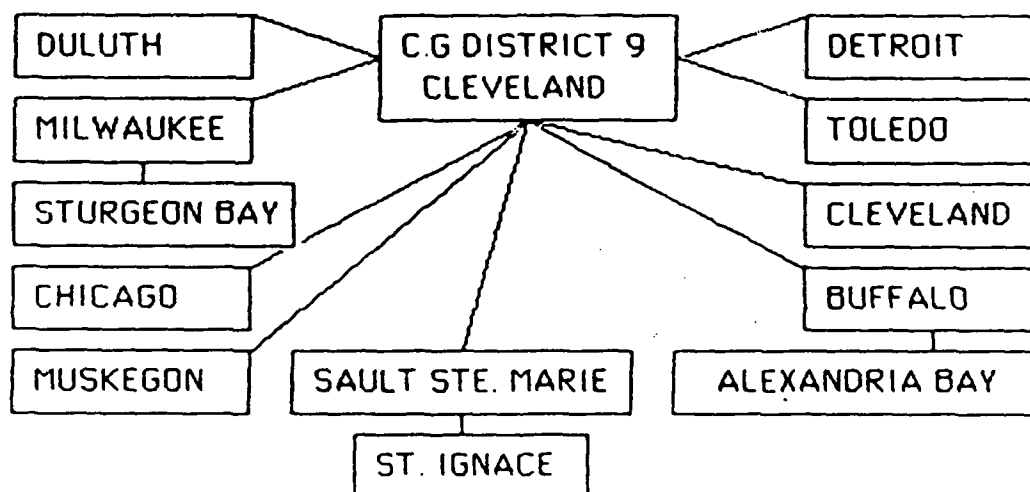 DULUTH
C.G DISTRICT 9
CLEVELAND
DETROIT
MILWAUKEE
TOLEDO
STURGEON BAY
CLEVELAND
CHICAGO
BUFFALO
MUSKEGON
SAULT STE. MARIE
ALEXANDRIA BAY
ST. IGNACE